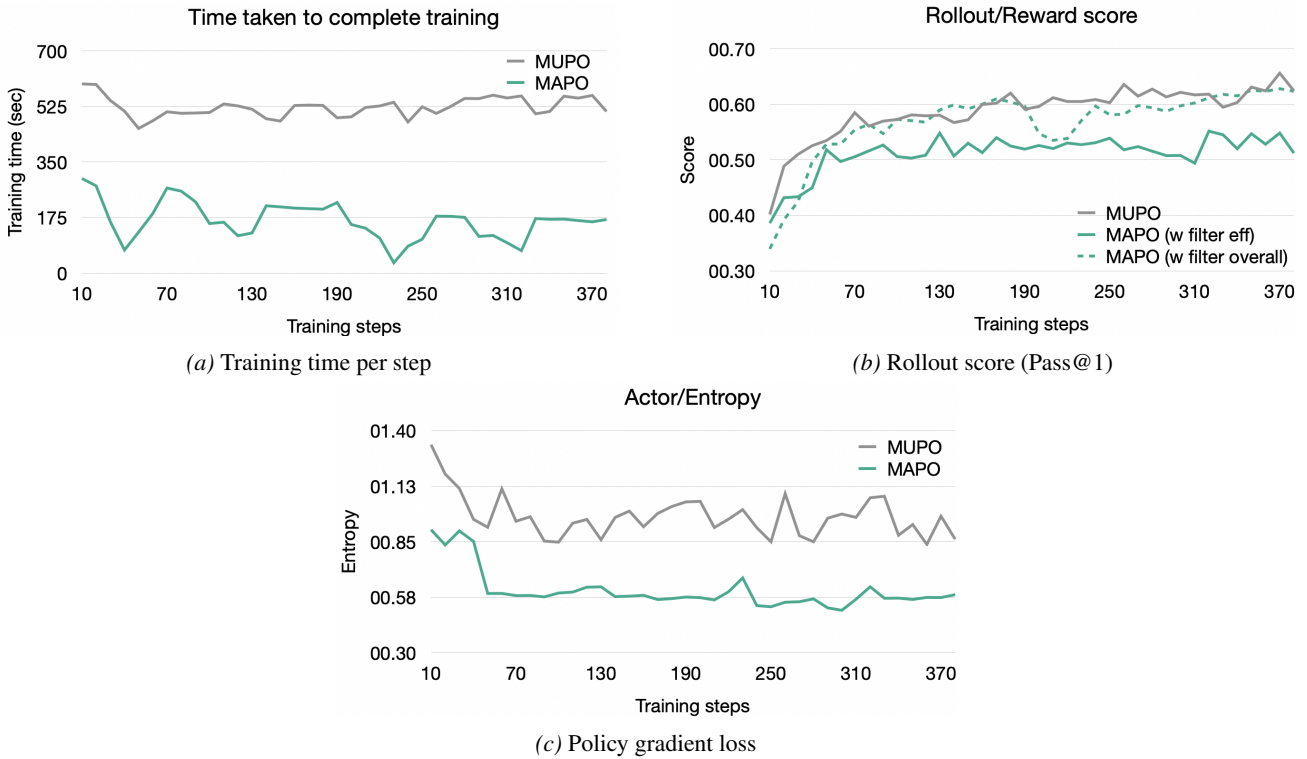 Time taken to complete training
700
525
350
175
0
Training time (sec)
MUPO
MAPO
10 70 130 190 250 310 370
Training steps
(a) Training time per step
Rollout/Reward score
00.70
00.60
00.50
00.40
00.30
Score
MUPO
MAPO (w filter eff)
MAPO (w filter overall)
10 70 130 190 250 310 370
Training steps
(b) Rollout score (Pass@1)
Actor/Entropy
01.40
01.13
00.85
00.58
00.30
Entropy
MUPO
MAPO
10 70 130 190 250 310 370
Training steps
(c) Policy gradient loss